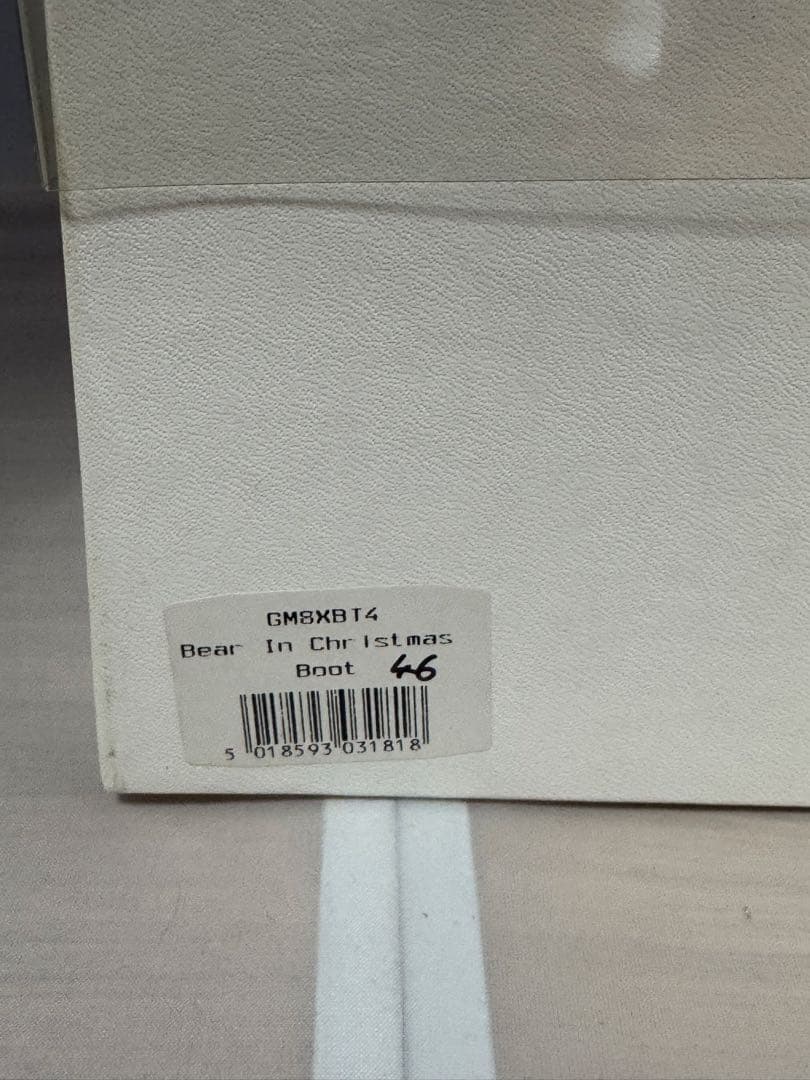 GM8XBT4
Bear In Christmas
Boot 46
5 018593 031818